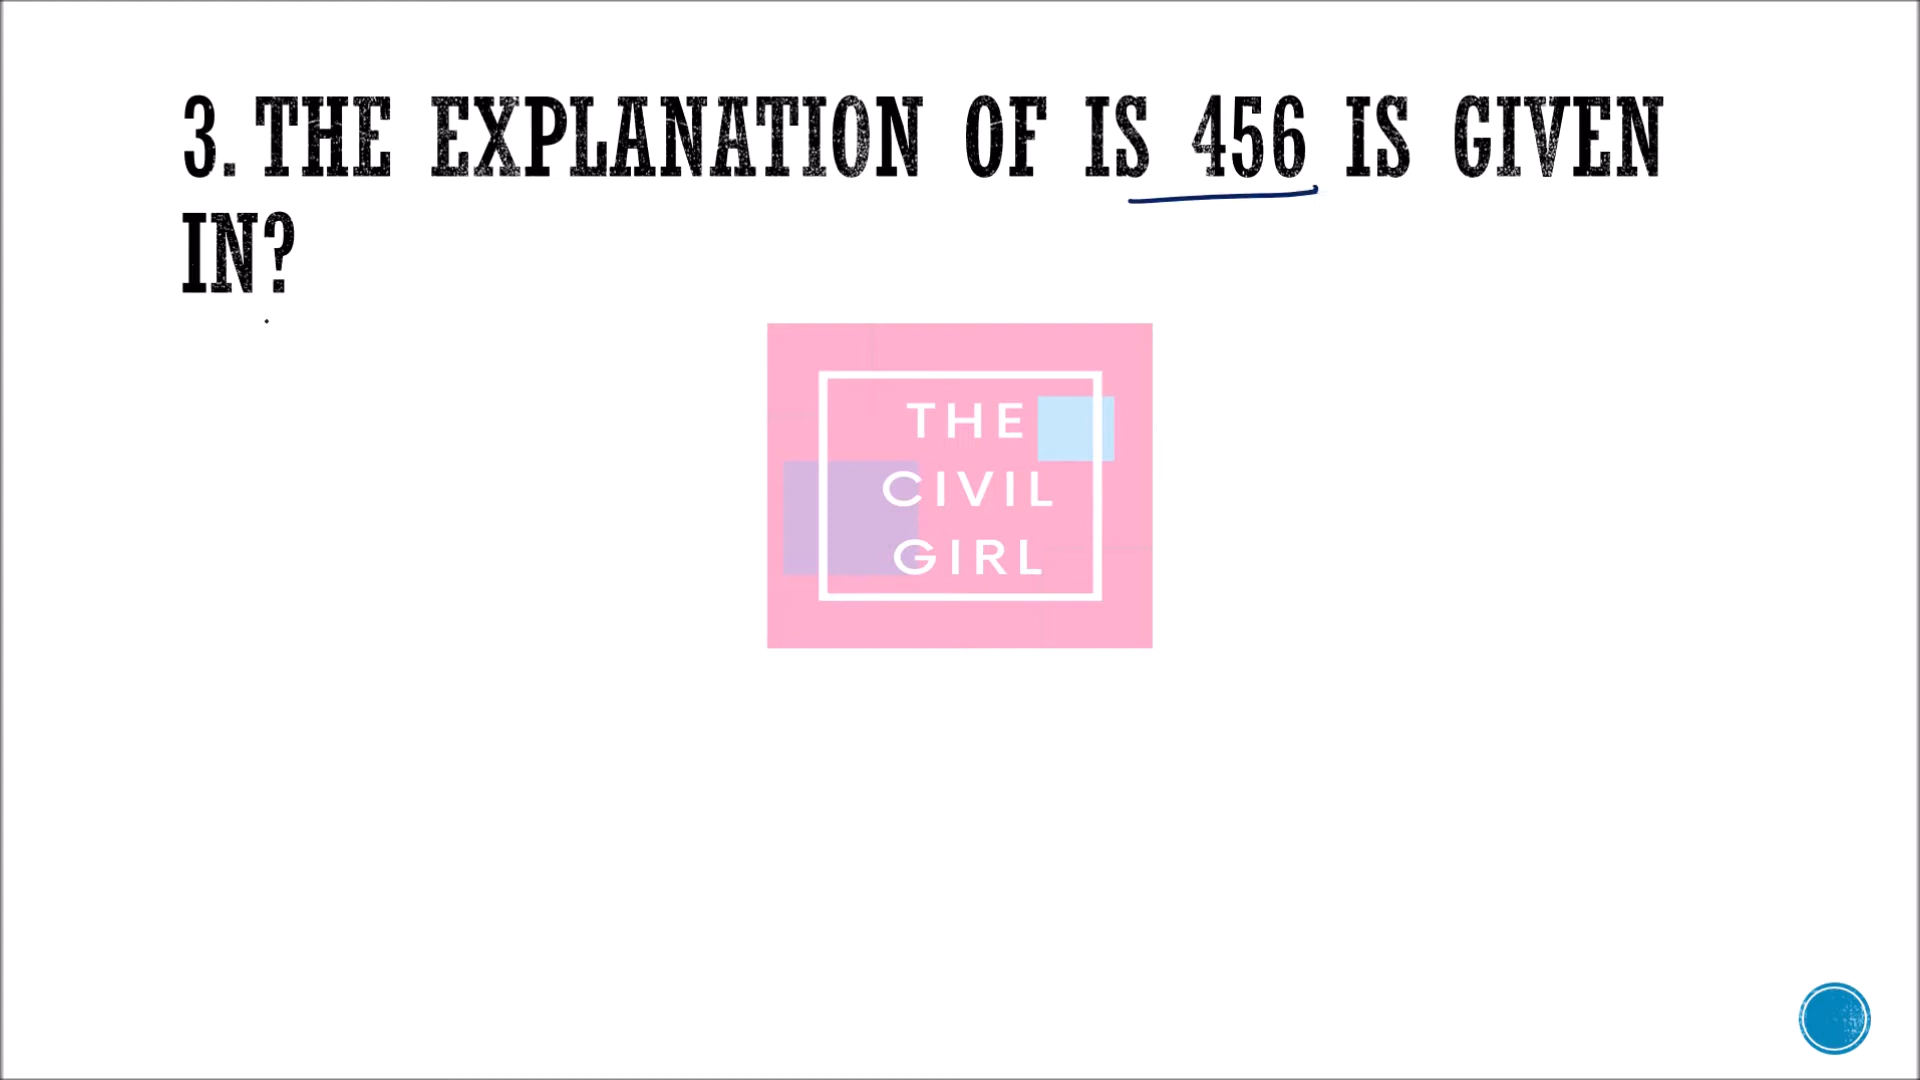 3. THE EXPLANATION OF IS 456 IS GIVEN
IN?
THE
CIVIL
GIRL